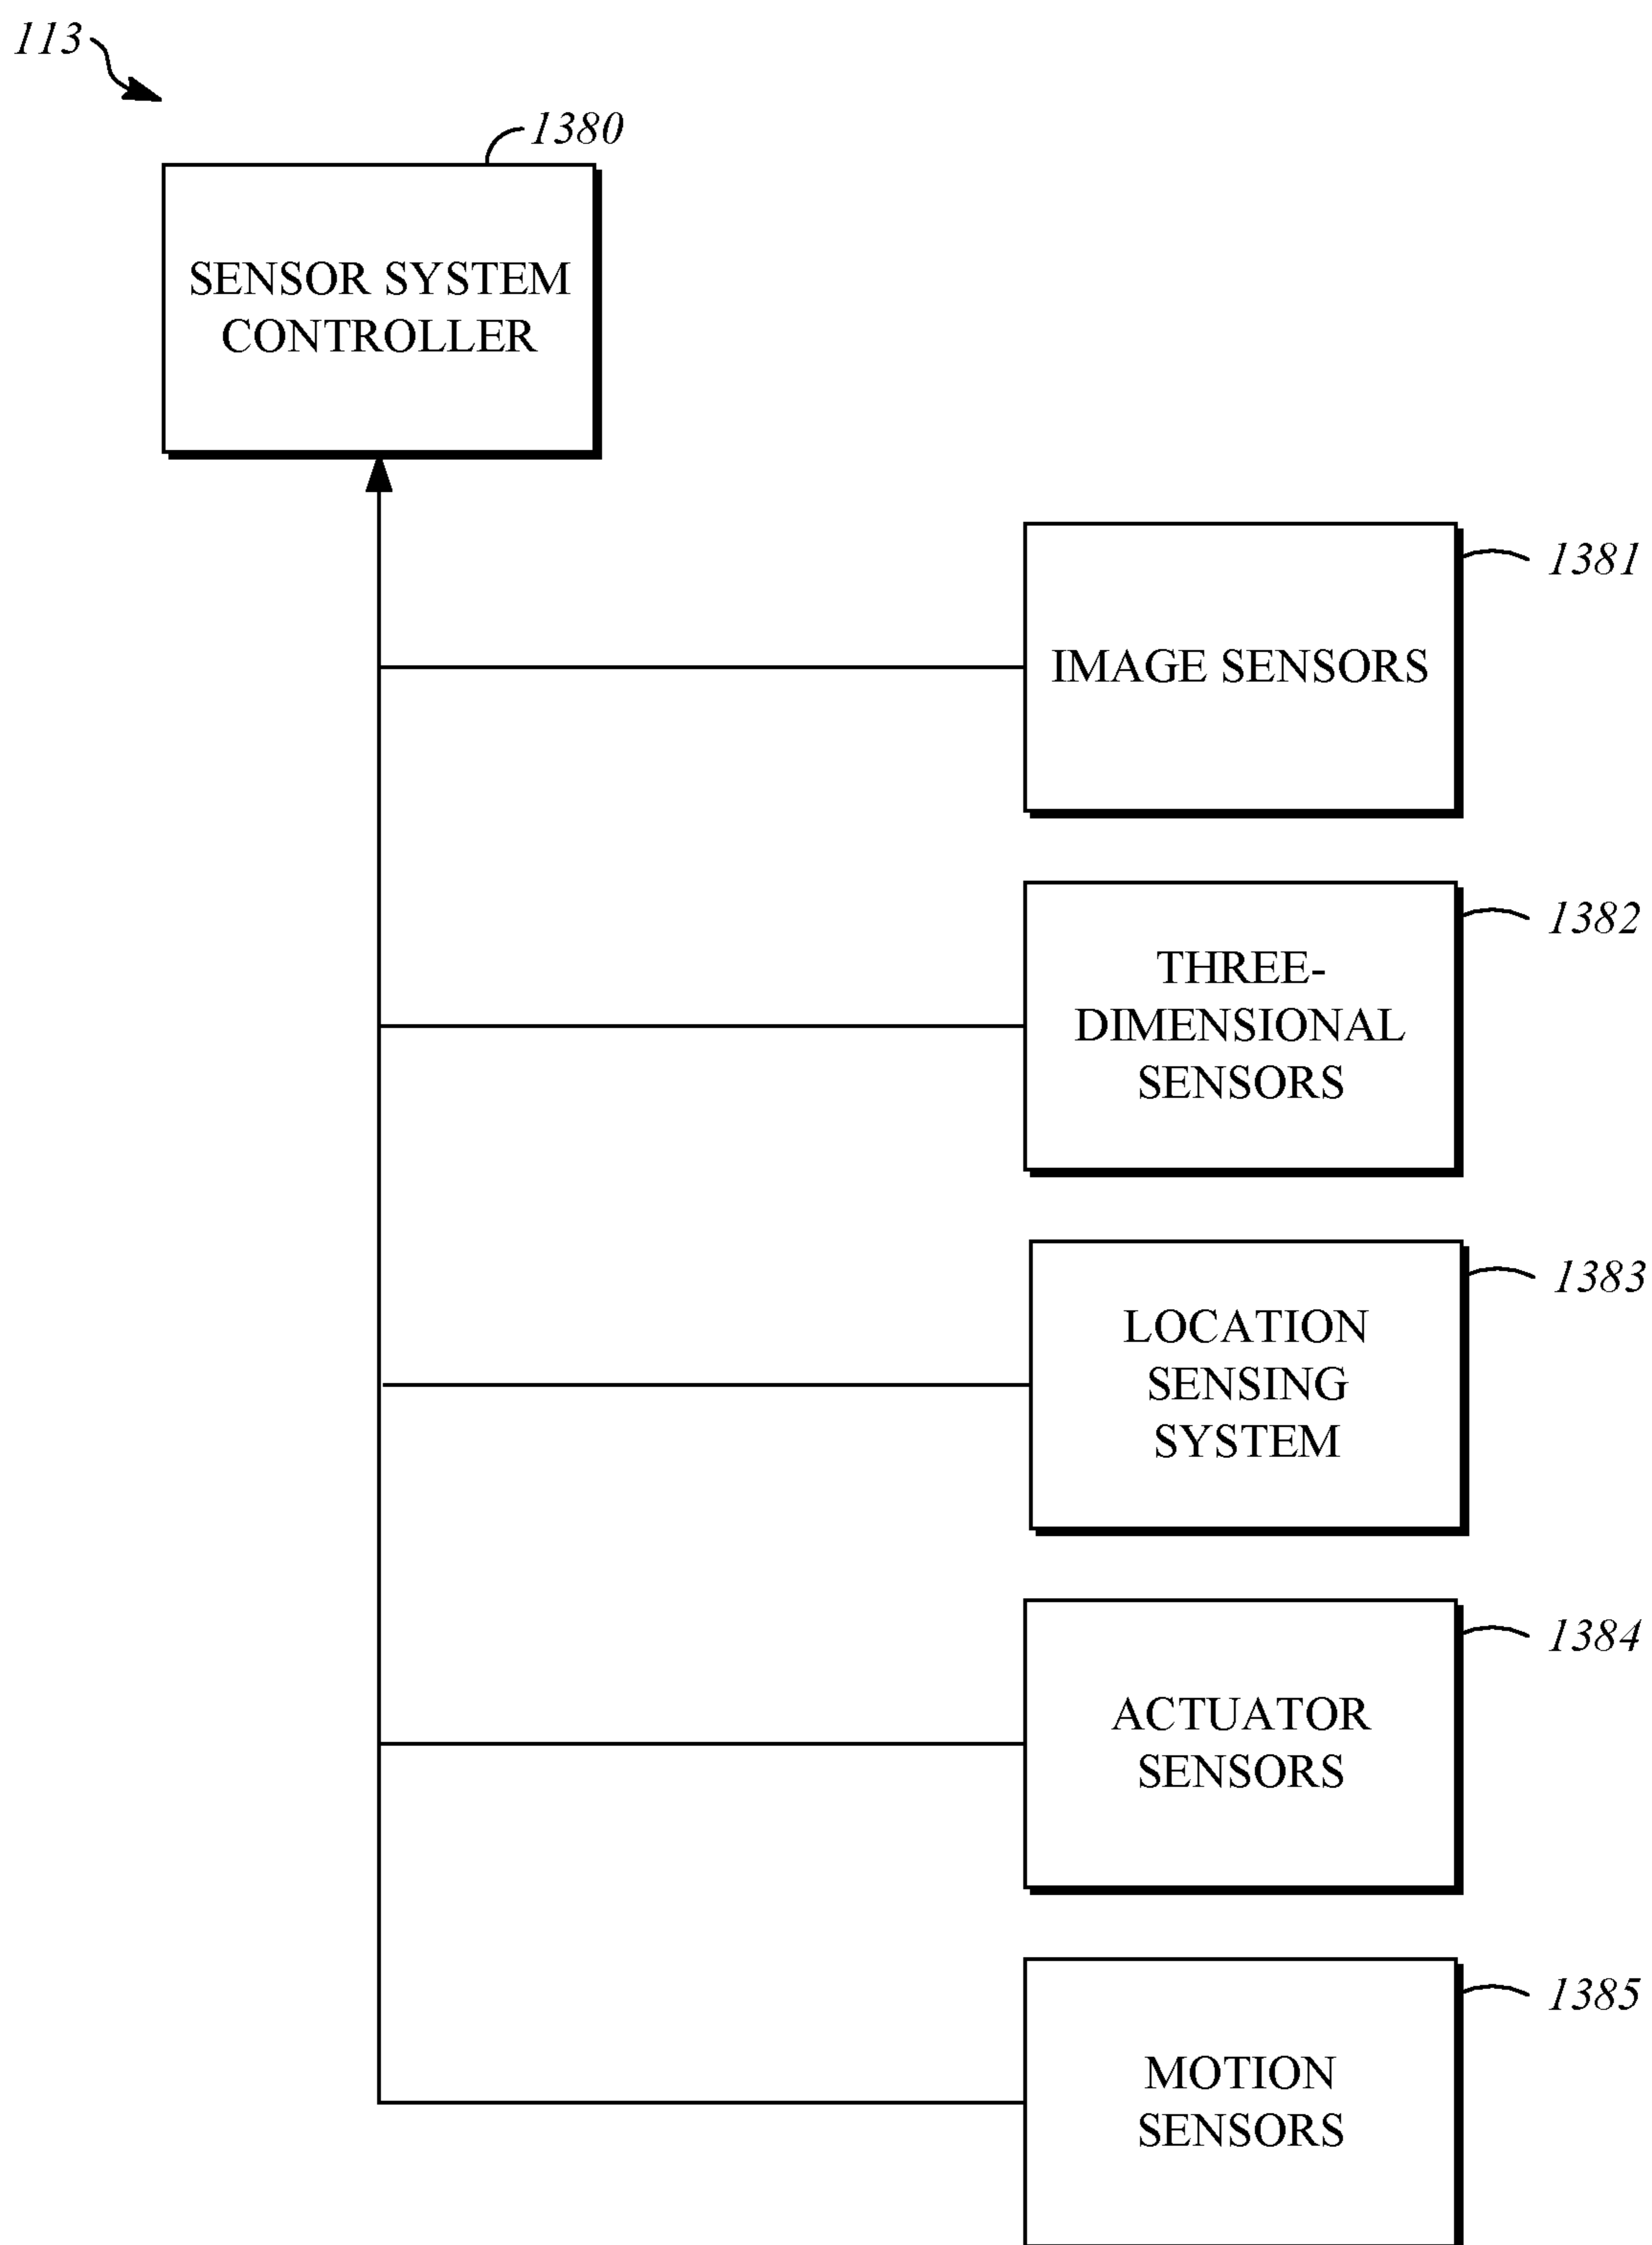 113
1380
SENSOR SYSTEM
CONTROLLER
1381
IMAGE SENSORS
1382
THREE-
DIMENSIONAL
SENSORS
1383
LOCATION
SENSING
SYSTEM
1384
ACTUATOR
SENSORS
1385
MOTION
SENSORS